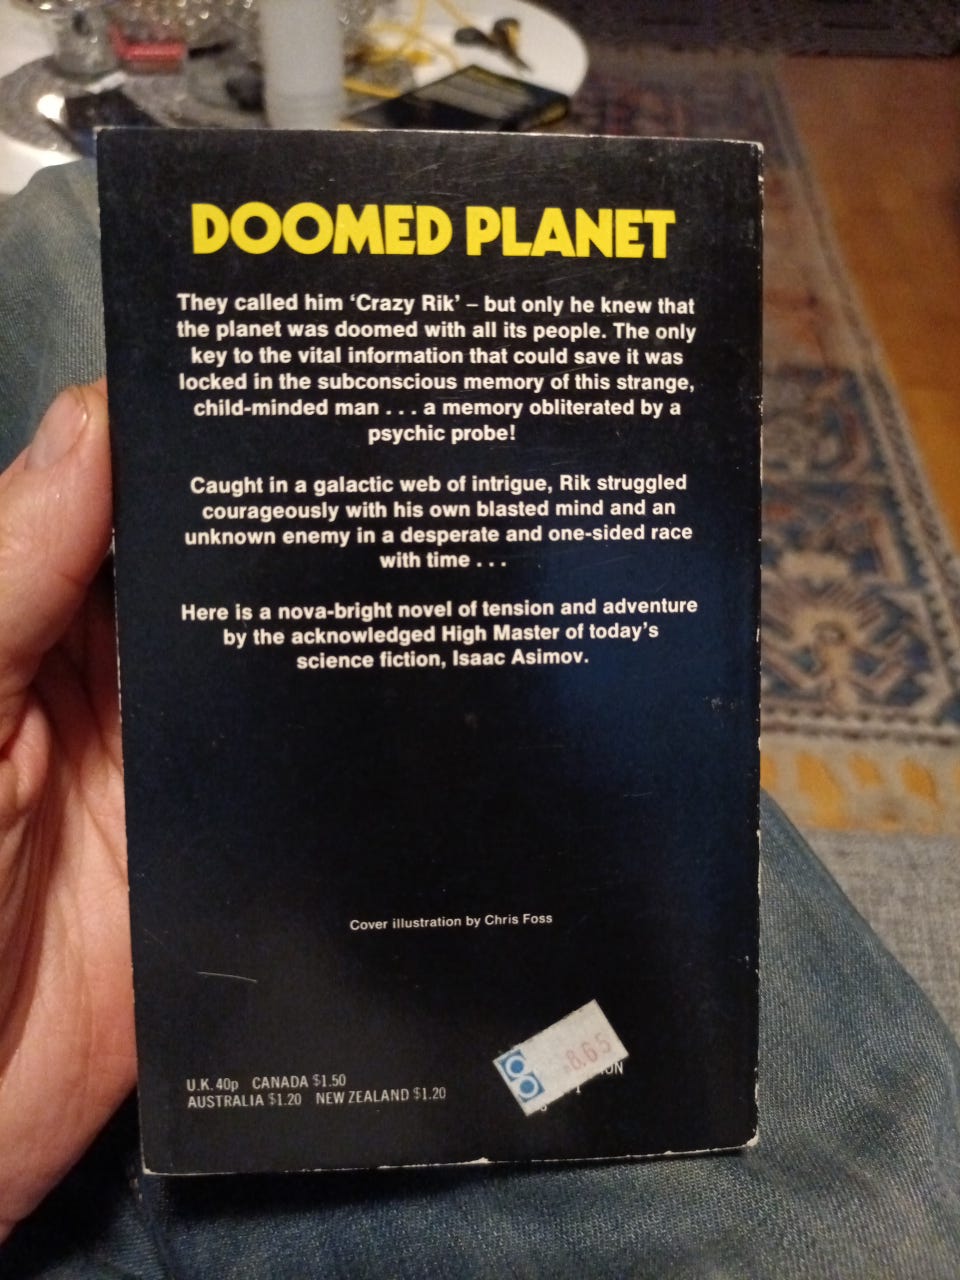 DOOMED PLANET
They called him ‘Crazy Rik’ – but only he knew that
the planet was doomed with all its people. The only
key to the vital information that could save it was
locked in the subconscious memory of this strange,
child-minded man . . . a memory obliterated by a
psychic probe!
Caught in a galactic web of intrigue, Rik struggled
courageously with his own blasted mind and an
unknown enemy in a desperate and one-sided race
with time . . .
Here is a nova-bright novel of tension and adventure
by the acknowledged High Master of today’s
science fiction, Isaac Asimov.
Cover illustration by Chris Foss
8.65
U.K. 40p CANADA $1.50
AUSTRALIA $1.20 NEW ZEALAND $1.20